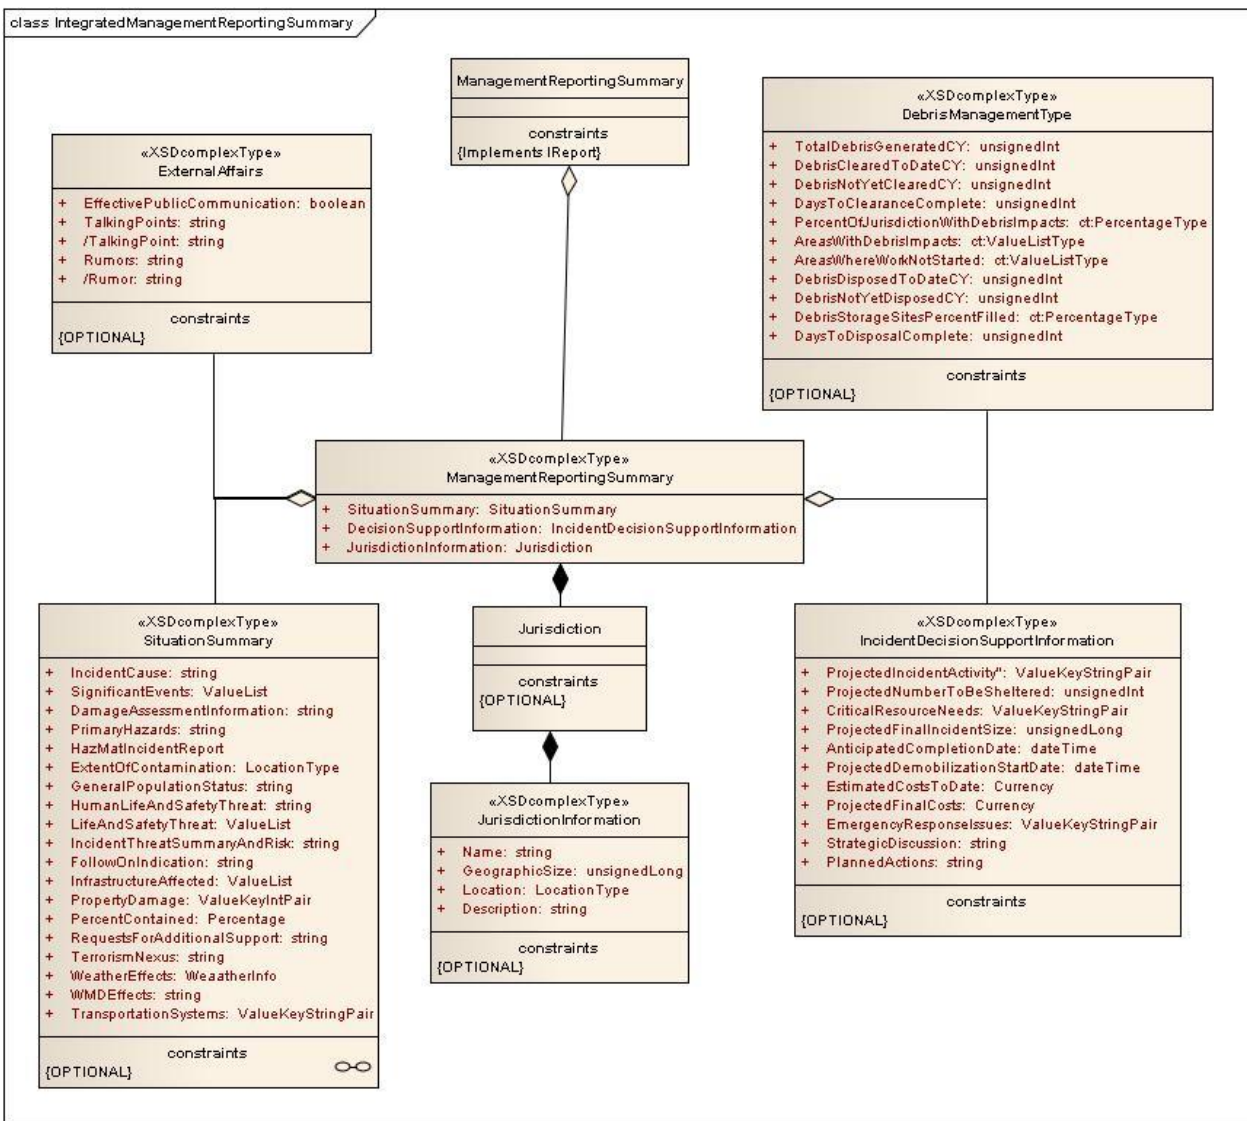 class IntegratedManagementReportingSummary
ManagementReportingSummary
constraints
{Implements IReport}
«XSDcomplexType»
DebrisManagementType
+ TotalDebrisGeneratedCY: unsignedInt
+ DebrisClearedToDateCY: unsignedInt
+ DebrisNotYetClearedCY: unsignedInt
+ DaysToClearanceComplete: unsignedInt
+ PercentOfJurisdictionWithDebrisImpacts: ct:PercentageType
+ AreasWithDebrisImpacts: ct:ValueListType
+ AreasWhereWorkNotStarted: ct:ValueListType
+ DebrisDisposedToDateCY: unsignedInt
+ DebrisNotYetDisposedCY: unsignedInt
+ DebrisStorageSitesPercentFilled: ct:PercentageType
+ DaysToDisposalComplete: unsignedInt
constraints
{OPTIONAL}
«XSDcomplexType»
ExternalAffairs
+ EffectivePublicCommunication: boolean
+ TalkingPoints: string
+ /TalkingPoint: string
+ Rumors: string
+ /Rumor: string
constraints
{OPTIONAL}
«XSDcomplexType»
ManagementReportingSummary
+ SituationSummary: SituationSummary
+ DecisionSupportInformation: IncidentDecisionSupportInformation
+ JurisdictionInformation: Jurisdiction
«XSDcomplexType»
SituationSummary
+ IncidentCause: string
+ SignificantEvents: ValueList
+ DamageAssessmentInformation: string
+ PrimaryHazards: string
+ HazMatIncidentReport
+ ExtentOfContamination: LocationType
+ GeneralPopulationStatus: string
+ HumanLifeAndSafetyThreat: string
+ LifeAndSafetyThreat: ValueList
+ IncidentThreatSummaryAndRisk: string
+ FollowOnIndication: string
+ InfrastructureAffected: ValueList
+ PropertyDamage: ValueKeyIntPair
+ PercentContained: Percentage
+ RequestsForAdditionalSupport: string
+ TerrorismNexus: string
+ WeatherEffects: WeaatherInfo
+ WMDEffects: string
+ TransportationSystems: ValueKeyStringPair
constraints
{OPTIONAL}
Jurisdiction
constraints
{OPTIONAL}
«XSDcomplexType»
JurisdictionInformation
+ Name: string
+ GeographicSize: unsignedLong
+ Location: LocationType
+ Description: string
constraints
{OPTIONAL}
«XSDcomplexType»
IncidentDecisionSupportInformation
+ ProjectedIncidentActivity": ValueKeyStringPair
+ ProjectedNumberToBeSheltered: unsignedInt
+ CriticalResourceNeeds: ValueKeyStringPair
+ ProjectedFinalIncidentSize: unsignedLong
+ AnticipatedCompletionDate: dateTime
+ ProjectedDemobilizationStartDate: dateTime
+ EstimatedCostsToDate: Currency
+ ProjectedFinalCosts: Currency
+ EmergencyResponseIssues: ValueKeyStringPair
+ StrategicDiscussion: string
+ PlannedActions: string
constraints
{OPTIONAL}